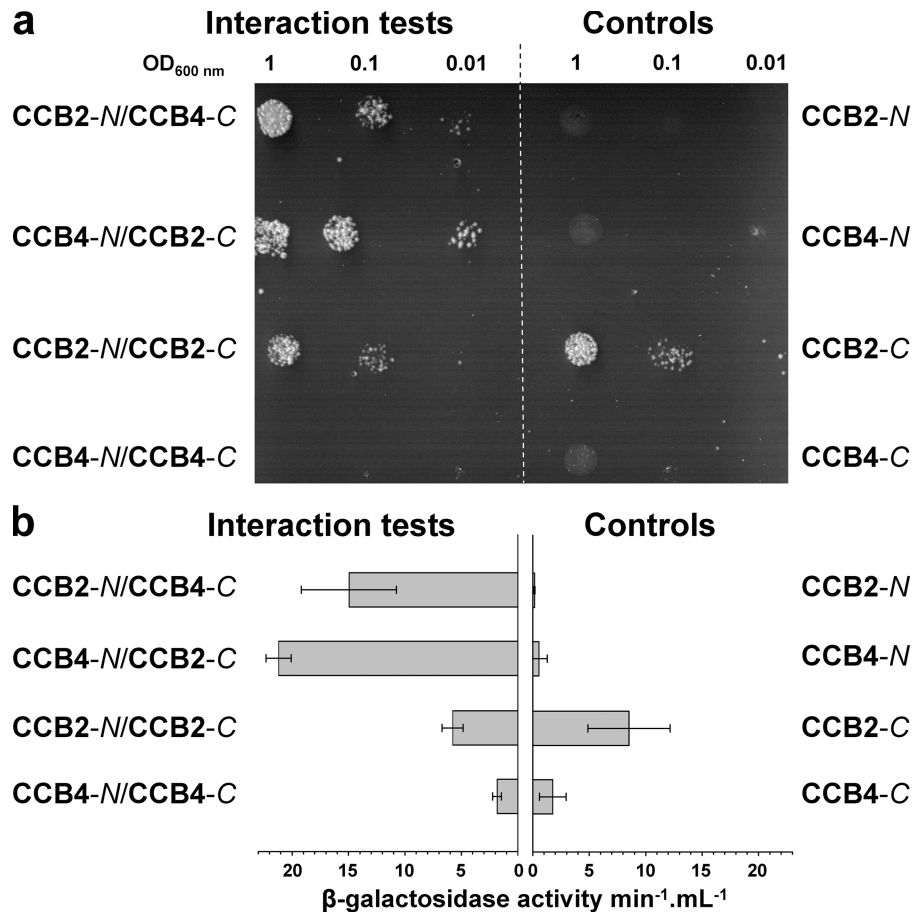 a Interaction tests Controls
OD600 nm 1 0.1 0.01 1 0.1 0.01
CCB2-N/CCB4-C CCB2-N
CCB4-N/CCB2-C CCB4-N
CCB2-N/CCB2-C CCB2-C
CCB4-N/CCB4-C CCB4-C
b Interaction tests Controls
CCB2-N/CCB4-C CCB2-N
CCB4-N/CCB2-C CCB4-N
CCB2-N/CCB2-C CCB2-C
CCB4-N/CCB4-C CCB4-C
20 15 10 5 0 0 5 10 15 20
β-galactosidase activity min-1.mL-1